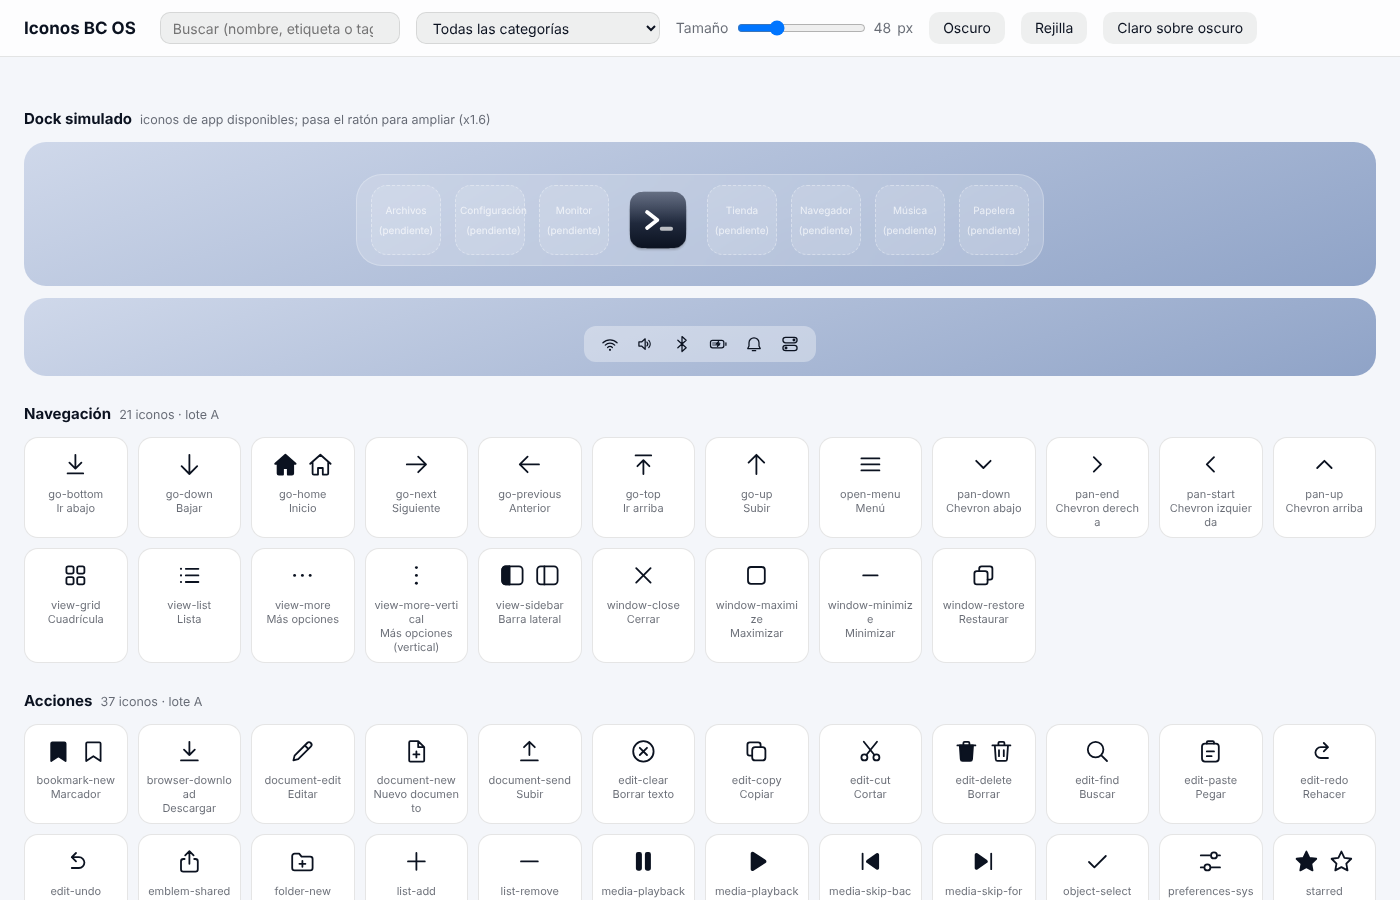 Iconos BC OS
Buscar (nombre, etiqueta o tag
Todas las categorías
Tamaño
48 px
Oscuro
Rejilla
Claro sobre oscuro
Dock simulado iconos de app disponibles; pasa el ratón para ampliar (x1.6)
Archivos
(pendiente)
Configuración
(pendiente)
Monitor
(pendiente)
Tienda
(pendiente)
Navegador
(pendiente)
Música
(pendiente)
Papelera
(pendiente)
Navegación 21 iconos · lote A
go-bottom
Ir abajo
go-down
Bajar
go-home
Inicio
go-next
Siguiente
go-previous
Anterior
go-top
Ir arriba
go-up
Subir
open-menu
Menú
pan-down
Chevron abajo
pan-end
Chevron derech
a
pan-start
Chevron izquier
da
pan-up
Chevron arriba
view-grid
Cuadrícula
view-list
Lista
view-more
Más opciones
view-more-verti
cal
Más opciones
(vertical)
view-sidebar
Barra lateral
window-close
Cerrar
window-maximi
ze
Maximizar
window-minimiz
e
Minimizar
window-restore
Restaurar
Acciones 37 iconos · lote A
bookmark-new
Marcador
browser-downlo
ad
Descargar
document-edit
Editar
document-new
Nuevo documen
to
document-send
Subir
edit-clear
Borrar texto
edit-copy
Copiar
edit-cut
Cortar
edit-delete
Borrar
edit-find
Buscar
edit-paste
Pegar
edit-redo
Rehacer
edit-undo
emblem-shared
folder-new
list-add
list-remove
media-playback
media-playback
media-skip-bac
media-skip-for
object-select
preferences-sys
starred